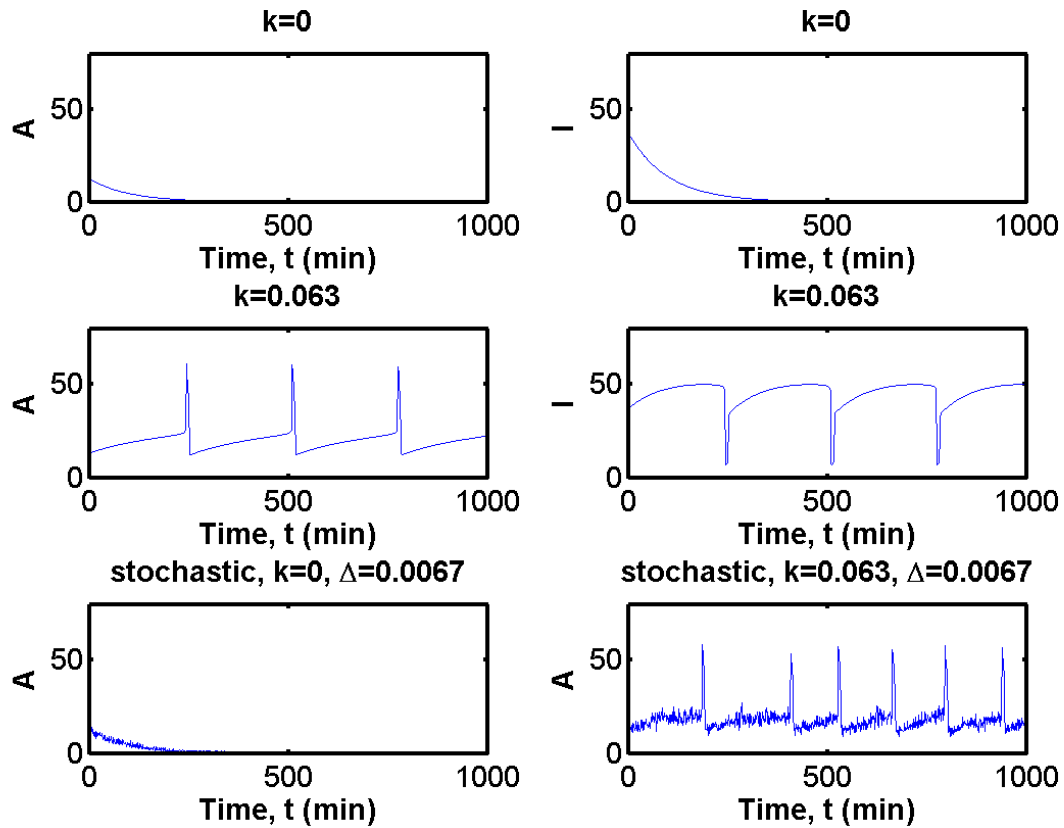 k=0
k=0
50
A
0
0 500 1000
Time, t (min)
50
I
0
0 500 1000
Time, t (min)
k=0.063
k=0.063
50
A
0
0 500 1000
Time, t (min)
50
I
0
0 500 1000
Time, t (min)
stochastic, k=0, Δ=0.0067
stochastic, k=0.063, Δ=0.0067
50
A
0
0 500 1000
Time, t (min)
50
A
0
0 500 1000
Time, t (min)